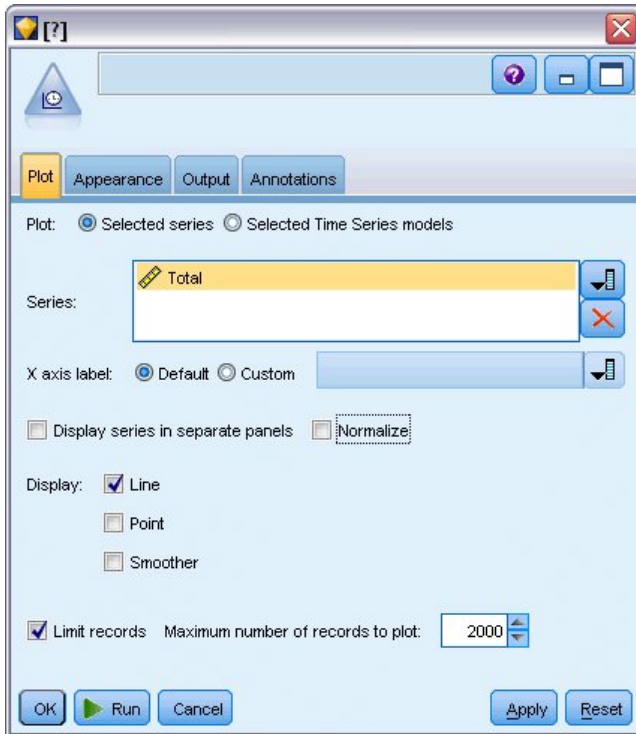 [?]
Plot Appearance Output Annotations
Plot: Selected series Selected Time Series models
Total
Series:
X axis label: Default Custom
Display series in separate panels Normalize
Display: Line
Point
Smoother
Limit records Maximum number of records to plot: 2000
OK Run Cancel Apply Reset